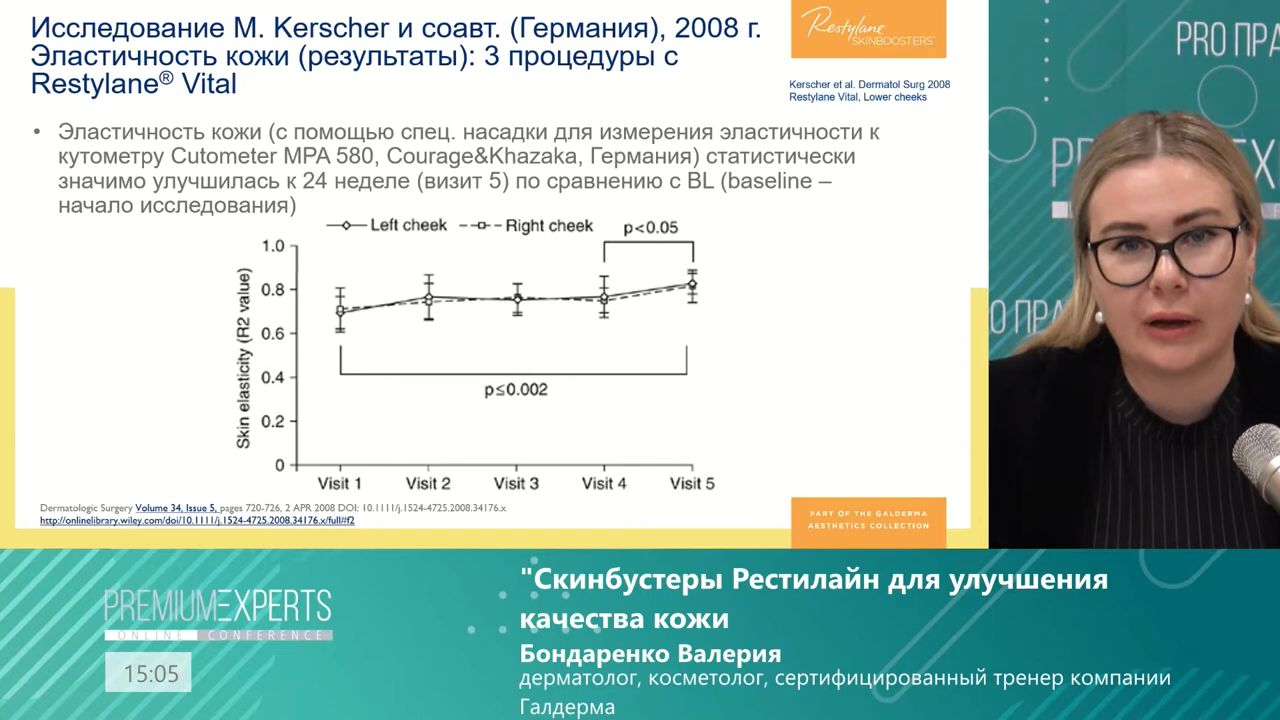 Исследование M. Kerscher и соавт. (Германия), 2008 г.
Эластичность кожи (результаты): 3 процедуры с
Restylane® Vital
Restylane
SKINBOOSTERS™
Kerscher et al. Dermatol Surg 2008
Restylane Vital, Lower cheeks
• Эластичность кожи (с помощью спец. насадки для измерения эластичности к
кутометру Cutometer MPA 580, Courage&Khazaka, Германия) статистически
значимо улучшилась к 24 неделе (визит 5) по сравнению с BL (baseline –
начало исследования)
Left cheek Right cheek
p<0.05
Skin elasticity (R2 value)
1.0
0.8
0.6
0.4
0.2
0
p≤0.002
Visit 1 Visit 2 Visit 3 Visit 4 Visit 5
Dermatologic Surgery Volume 34, Issue 5, pages 720-726, 2 APR 2008 DOI: 10.1111/j.1524-4725.2008.34176.x
http://onlinelibrary.wiley.com/doi/10.1111/j.1524-4725.2008.34176.x/full#f2
PART OF THE GALDERMA
AESTHETICS COLLECTION
PRO ПРА
PREMIUMEXPERTS
ONLINE CONFERENCE
15:05
"Скинбустеры Рестилайн для улучшения
качества кожи
Бондаренко Валерия
дерматолог, косметолог, сертифицированный тренер компании
Галдерма